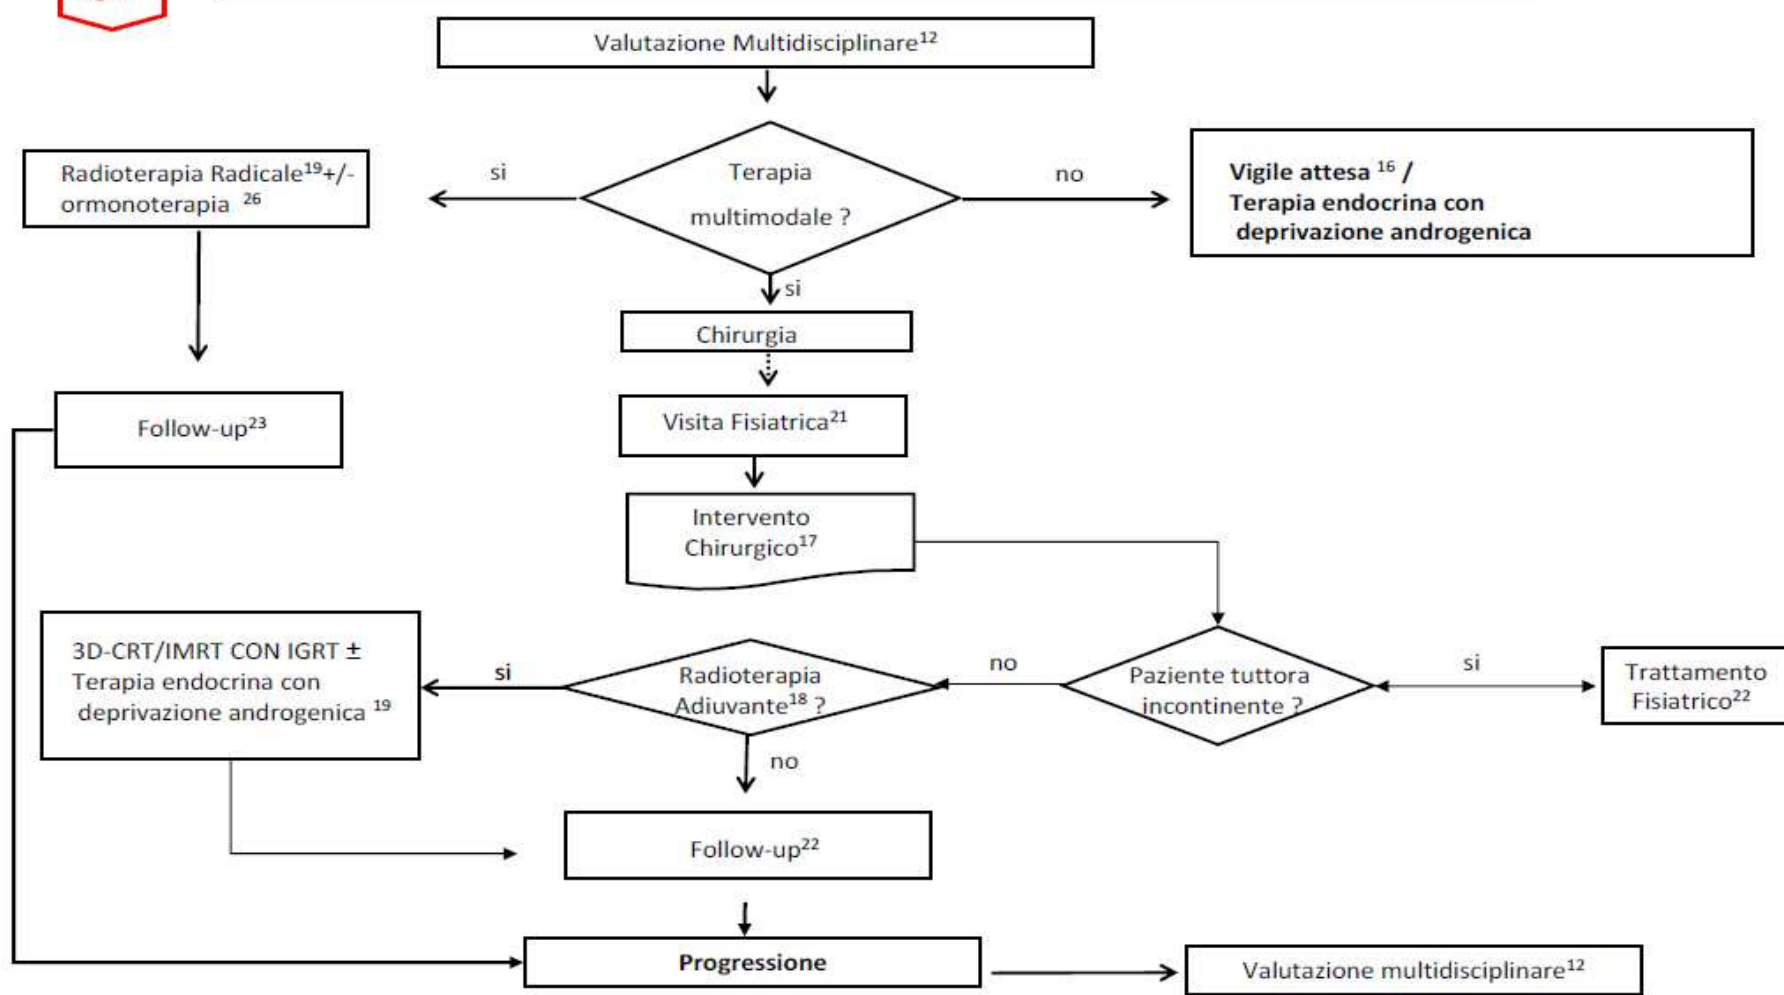 Valutazione Multidisciplinare¹²
Radioterapia Radicale¹⁹+/-
ormonoterapia ²⁶
si
Terapia
multimodale ?
no
Vigile attesa ¹⁶ /
Terapia endocrina con
deprivazione androgenica
si
Chirurgia
Follow-up²³
Visita Fisiatrica²¹
Intervento
Chirurgico¹⁷
3D-CRT/IMRT CON IGRT ±
Terapia endocrina con
deprivazione androgenica ¹⁹
si
Radioterapia
Adiuvante¹⁸ ?
no
Paziente tuttora
incontinente ?
si
Trattamento
Fisiatrico²²
no
Follow-up²²
Progressione
Valutazione multidisciplinare¹²